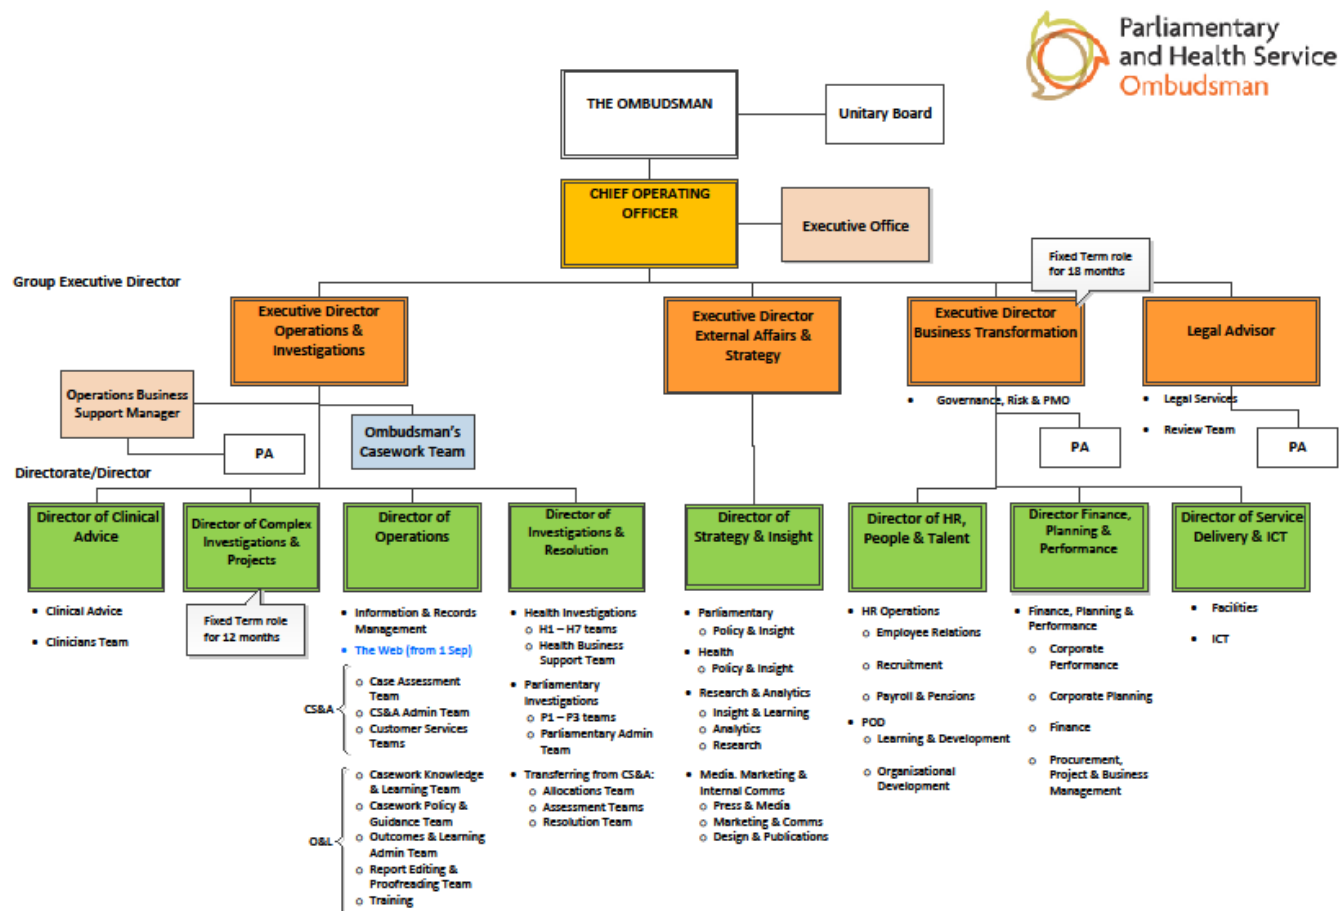 Parliamentary
and Health Service
Ombudsman
THE OMBUDSMAN
Unitary Board
CHIEF OPERATING
OFFICER
Executive Office
Fixed Term role
for 18 months
Group Executive Director
Executive Director
Operations &
Investigations
Executive Director
External Affairs &
Strategy
Executive Director
Business Transformation
Legal Advisor
Operations Business
Support Manager
PA
Ombudsman's
Casework Team
• Governance, Risk & PMO
PA
• Legal Services
• Review Team
PA
Directorate/Director
Director of Clinical
Advice
Director of Complex
Investigations &
Projects
Director of
Operations
Director of
Investigations &
Resolution
Director of
Strategy & Insight
Director of HR,
People & Talent
Director Finance,
Planning &
Performance
Director of Service
Delivery & ICT
• Clinical Advice
• Clinicians Team
Fixed Term role
for 12 months
• Information & Records
Management
• The Web (from 1 Sep)
CS&A
o Case Assessment
Team
o CS&A Admin Team
o Customer Services
Teams
O&L
o Casework Knowledge
& Learning Team
o Casework Policy &
Guidance Team
o Outcomes & Learning
Admin Team
o Report Editing &
Proofreading Team
o Training
• Health Investigations
o H1 – H7 teams
o Health Business
Support Team
• Parliamentary
Investigations
o P1 – P3 teams
o Parliamentary Admin
Team
• Transferring from CS&A:
o Allocations Team
o Assessment Teams
o Resolution Team
• Parliamentary
o Policy & Insight
• Health
o Policy & Insight
• Research & Analytics
o Insight & Learning
o Analytics
o Research
• Media. Marketing &
Internal Comms
o Press & Media
o Marketing & Comms
o Design & Publications
• HR Operations
o Employee Relations
o Recruitment
o Payroll & Pensions
• POD
o Learning & Development
o Organisational
Development
• Finance, Planning &
Performance
o Corporate
Performance
o Corporate Planning
o Finance
o Procurement,
Project & Business
Management
• Facilities
• ICT